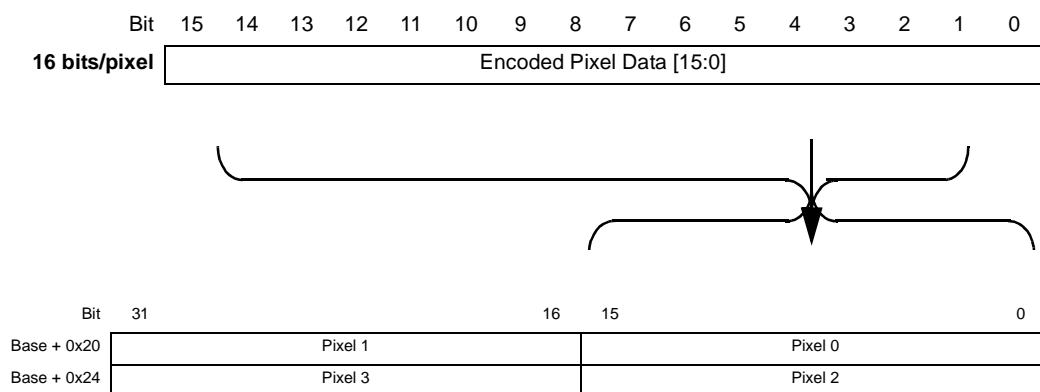 Bit 15 14 13 12 11 10 9 8 7 6 5 4 3 2 1 0
16 bits/pixel Encoded Pixel Data [15:0]
Bit 31 16 15 0
Base + 0x20 Pixel 1 Pixel 0
Base + 0x24 Pixel 3 Pixel 2